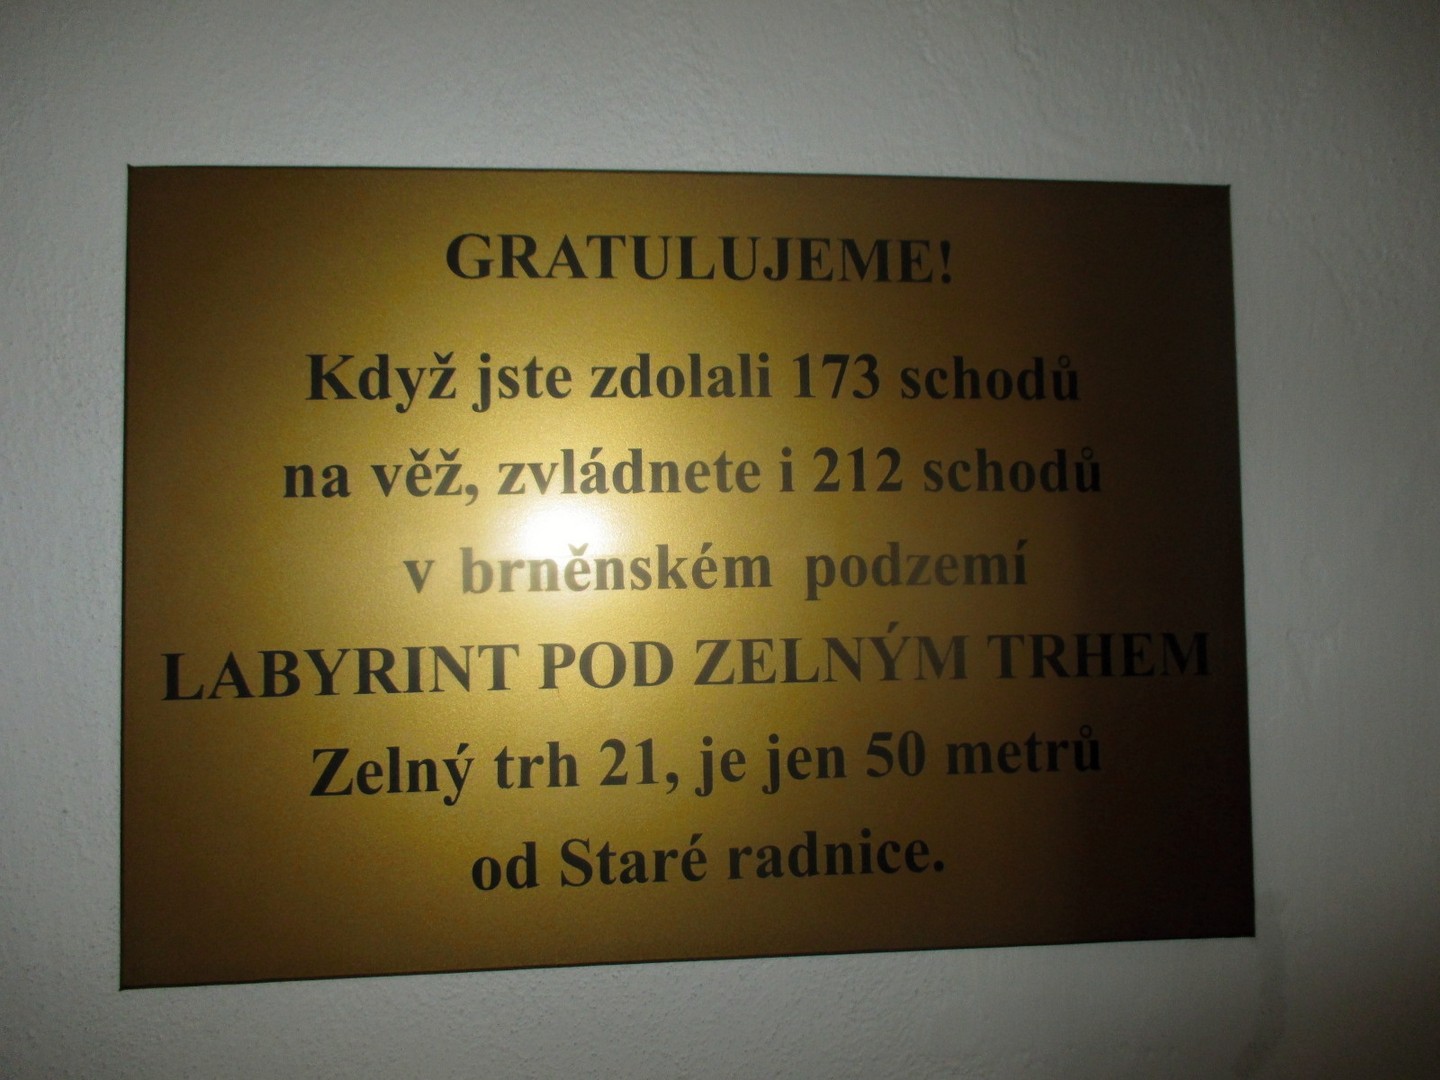 GRATULUJEME!
Když jste zdolali 173 schodů
na věž, zvládnete i 212 schodů
v brněnském podzemí
LABYRINT POD ZELNÝM TRHEM
Zelný trh 21, je jen 50 metrů
od Staré radnice.